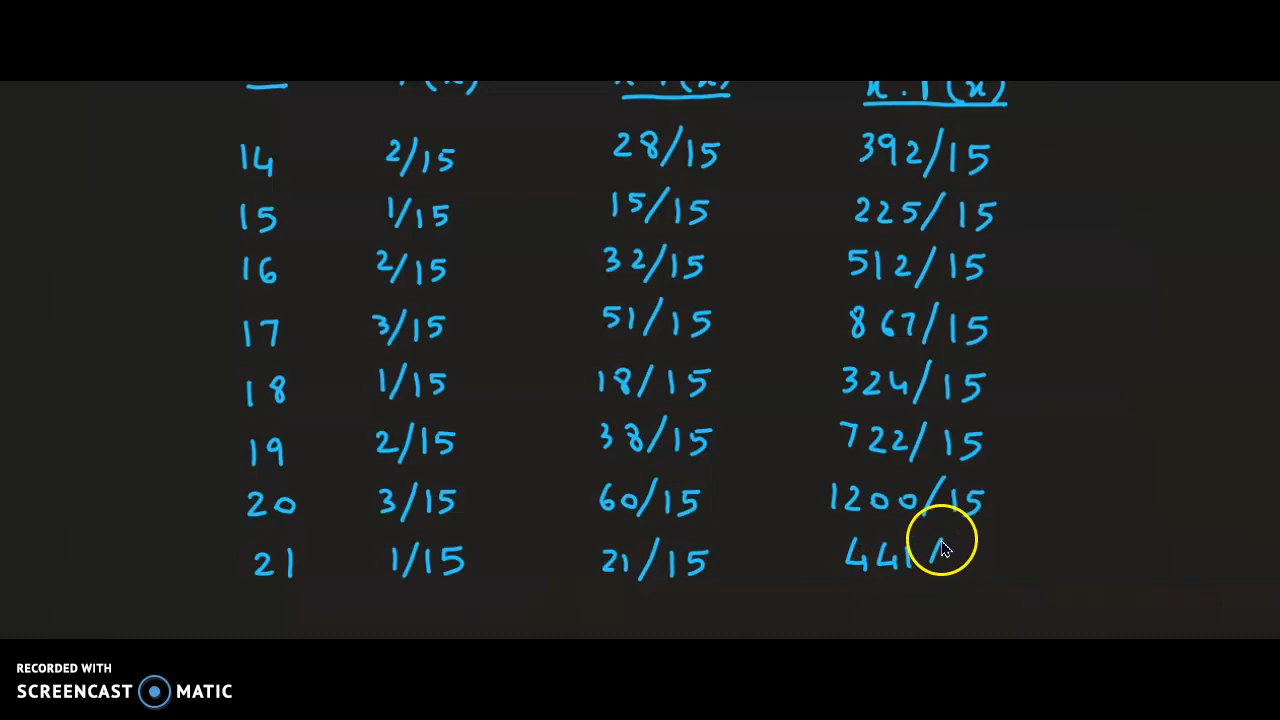 14 2/15 28/15 392/15
15 1/15 15/15 225/15
16 2/15 32/15 512/15
17 3/15 51/15 867/15
18 1/15 18/15 324/15
19 2/15 38/15 722/15
20 3/15 60/15 1200/15
21 1/15 21/15 441/
RECORDED WITH
SCREENCAST MATIC